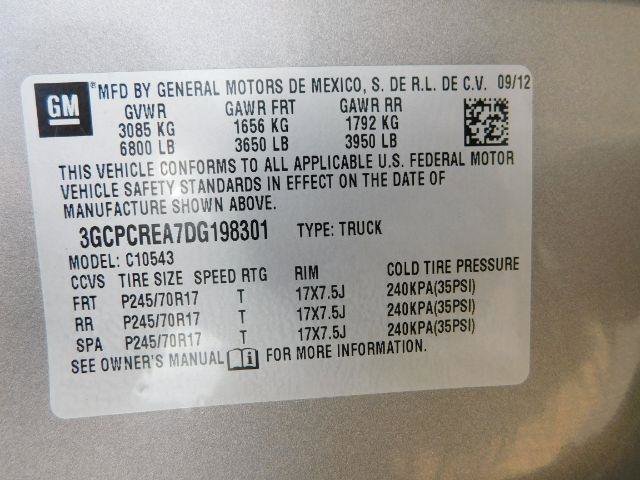 GM ® MFD BY GENERAL MOTORS DE MEXICO, S. DE R.L. DE C.V. 09/12
GVWR GAWR FRT GAWR RR
3085 KG 1656 KG 1792 KG
6800 LB 3650 LB 3950 LB
THIS VEHICLE CONFORMS TO ALL APPLICABLE U.S. FEDERAL MOTOR
VEHICLE SAFETY STANDARDS IN EFFECT ON THE DATE OF
MANUFACTURE SHOWN ABOVE.
3GCPCREA7DG198301 TYPE: TRUCK
MODEL: C10543
CCVS TIRE SIZE SPEED RTG RIM COLD TIRE PRESSURE
FRT P245/70R17 T 17X7.5J 240KPA(35PSI)
RR P245/70R17 T 17X7.5J 240KPA(35PSI)
SPA P245/70R17 T 17X7.5J 240KPA(35PSI)
SEE OWNER'S MANUAL i FOR MORE INFORMATION.